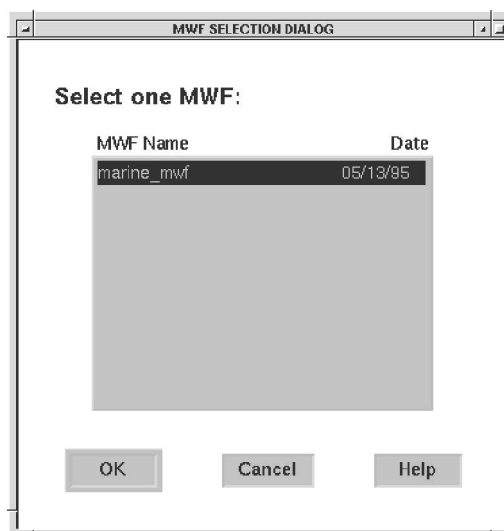 MWF SELECTION DIALOG
Select one MWF:
MWF Name Date
marine_mwf 05/13/95
OK Cancel Help